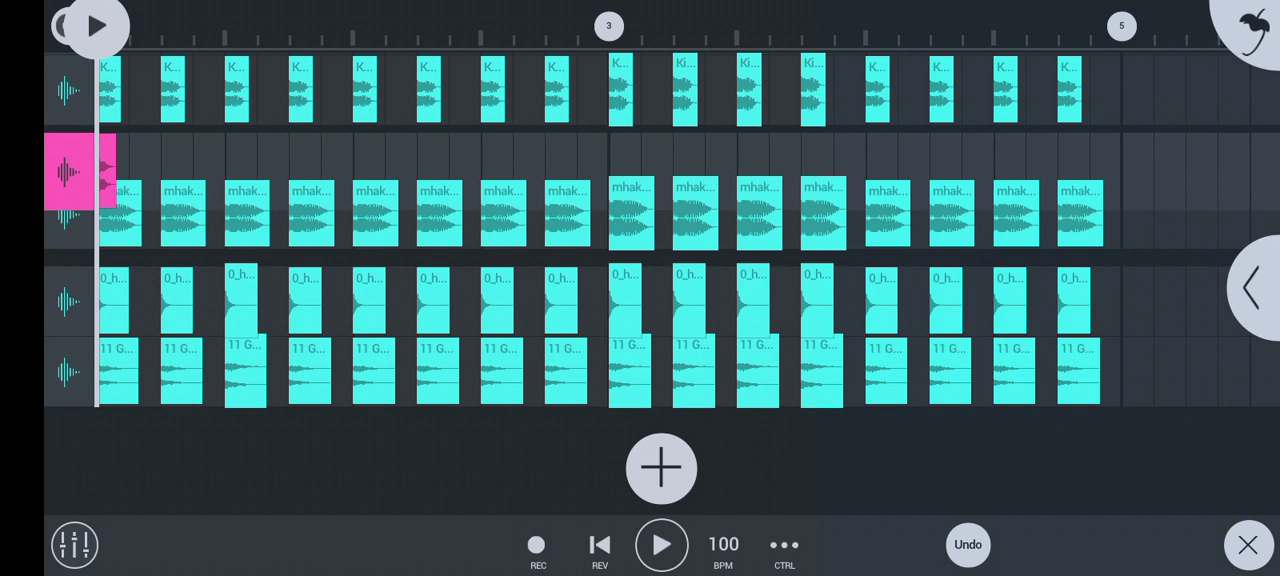 3 5
K... K... K... K... K... K... K... K... K... Ki... Ki... Ki... K... K... K... K...
ak... mhak... mhak... mhak... mhak... mhak... mhak... mhak... mhak... mhak... mhak... mhak... mhak... mhak... mhak... mhak...
0_h... 0_h... 0_h... 0_h... 0_h... 0_h... 0_h... 0_h... 0_h... 0_h... 0_h... 0_h... 0_h... 0_h... 0_h... 0_h...
11 G... 11 G... 11 G... 11 G... 11 G... 11 G... 11 G... 11 G... 11 G... 11 G... 11 G... 11 G... 11 G... 11 G... 11 G... 11 G...
100 Undo
REC REV BPM CTRL